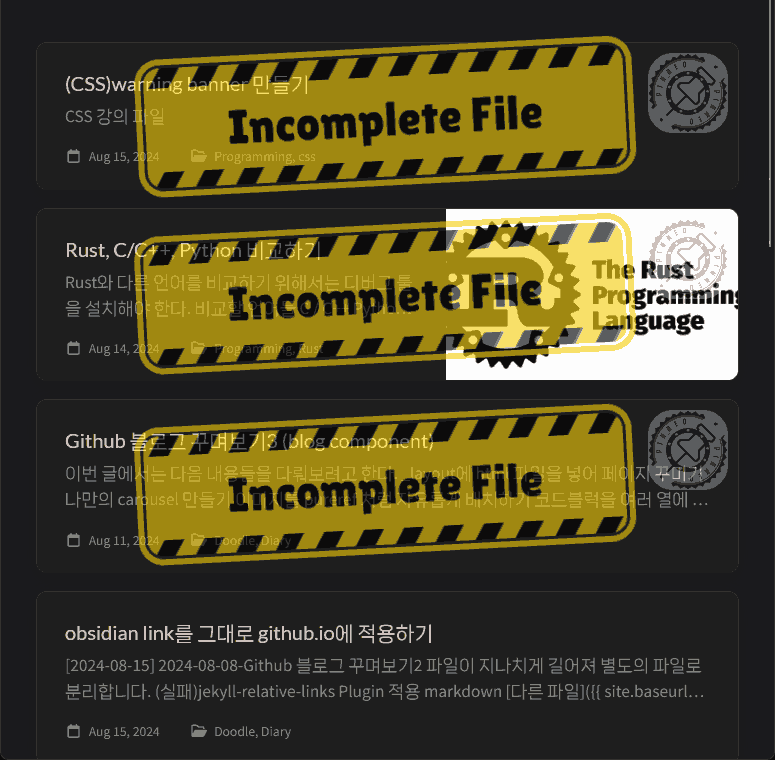 (CSS)warning banner 만들기
CSS 강의 파일
Aug 15, 2024 Programming, css
Incomplete File
PINNED
Rust, C/C++, Python 비교하기
Rust와 다른 언어를 비교하기 위해서는 디버그 툴
을 설치해야 한다.
Aug 14, 2024 Programming, Rust
Incomplete File
The Rust
Programming
Language
PINNED
Github 블로그 꾸며보기3 (blog component)
이번 글에서는 다음 내용들을 다뤄보려고 한다. layout에 파일을 넣어 페이지 꾸미기
나만의 carousel 만들기 자유롭게 배치하기 코드블럭을 여러 열에 ...
Aug 11, 2024 Doodle, Diary
Incomplete File
PINNED
obsidian link를 그대로 github.io에 적용하기
[2024-08-15] 2024-08-08-Github 블로그 꾸며보기2 파일이 지나치게 길어져 별도의 파일로
분리합니다. (실패)jekyll-relative-links Plugin 적용 markdown [다른 파일]({{ site.baseurl...
Aug 15, 2024 Doodle, Diary